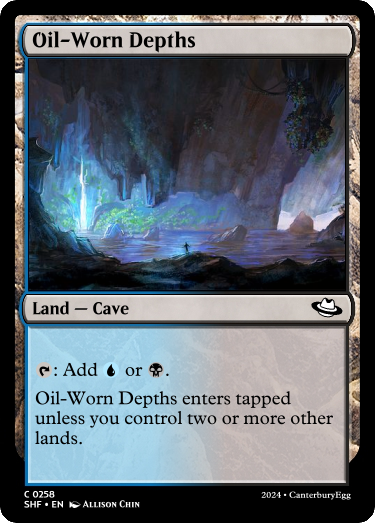 Oil-Worn Depths
Land — Cave
: Add or .
Oil-Worn Depths enters tapped
unless you control two or more other
lands.
C 0258
SHF • EN ALLISON CHIN
2024 • CanterburyEgg